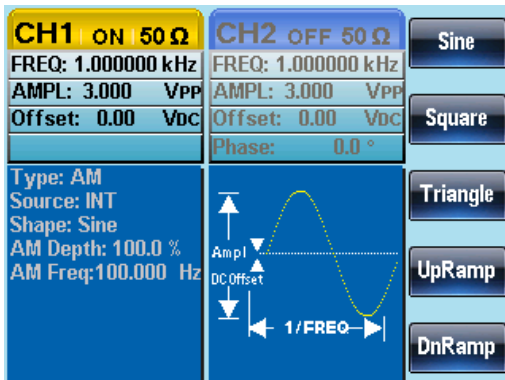 CH1 ON 50 Ω
FREQ: 1.000000 kHz
AMPL: 3.000 VPP
Offset: 0.00 VDC
CH2 OFF 50 Ω
FREQ: 1.000000 kHz
AMPL: 3.000 VPP
Offset: 0.00 VDC
Phase: 0.0 °
Type: AM
Source: INT
Shape: Sine
AM Depth: 100.0 %
AM Freq:100.000 Hz
Ampl
DC Offset
1/FREQ
Sine
Square
Triangle
UpRamp
DnRamp